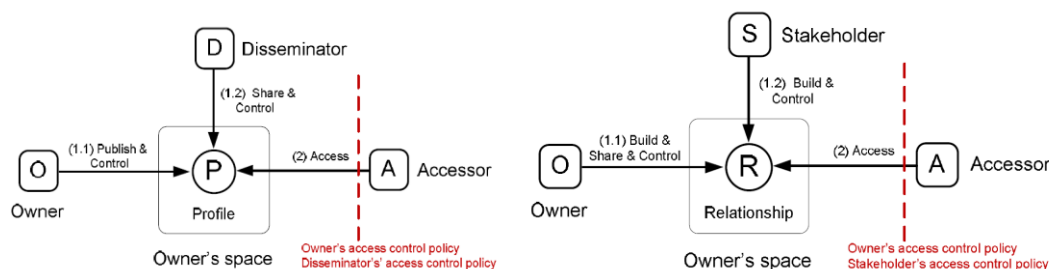 D
Disseminator
(1.2) Share &
Control
(1.1) Publish &
Control
O
Owner
P
Profile
(2) Access
A
Accessor
Owner's space
Owner's access control policy
Disseminator's' access control policy
S
Stakeholder
(1.2) Build &
Control
(1.1) Build &
Share & Control
O
Owner
R
Relationship
(2) Access
A
Accessor
Owner's space
Owner's access control policy
Stakeholder's access control policy